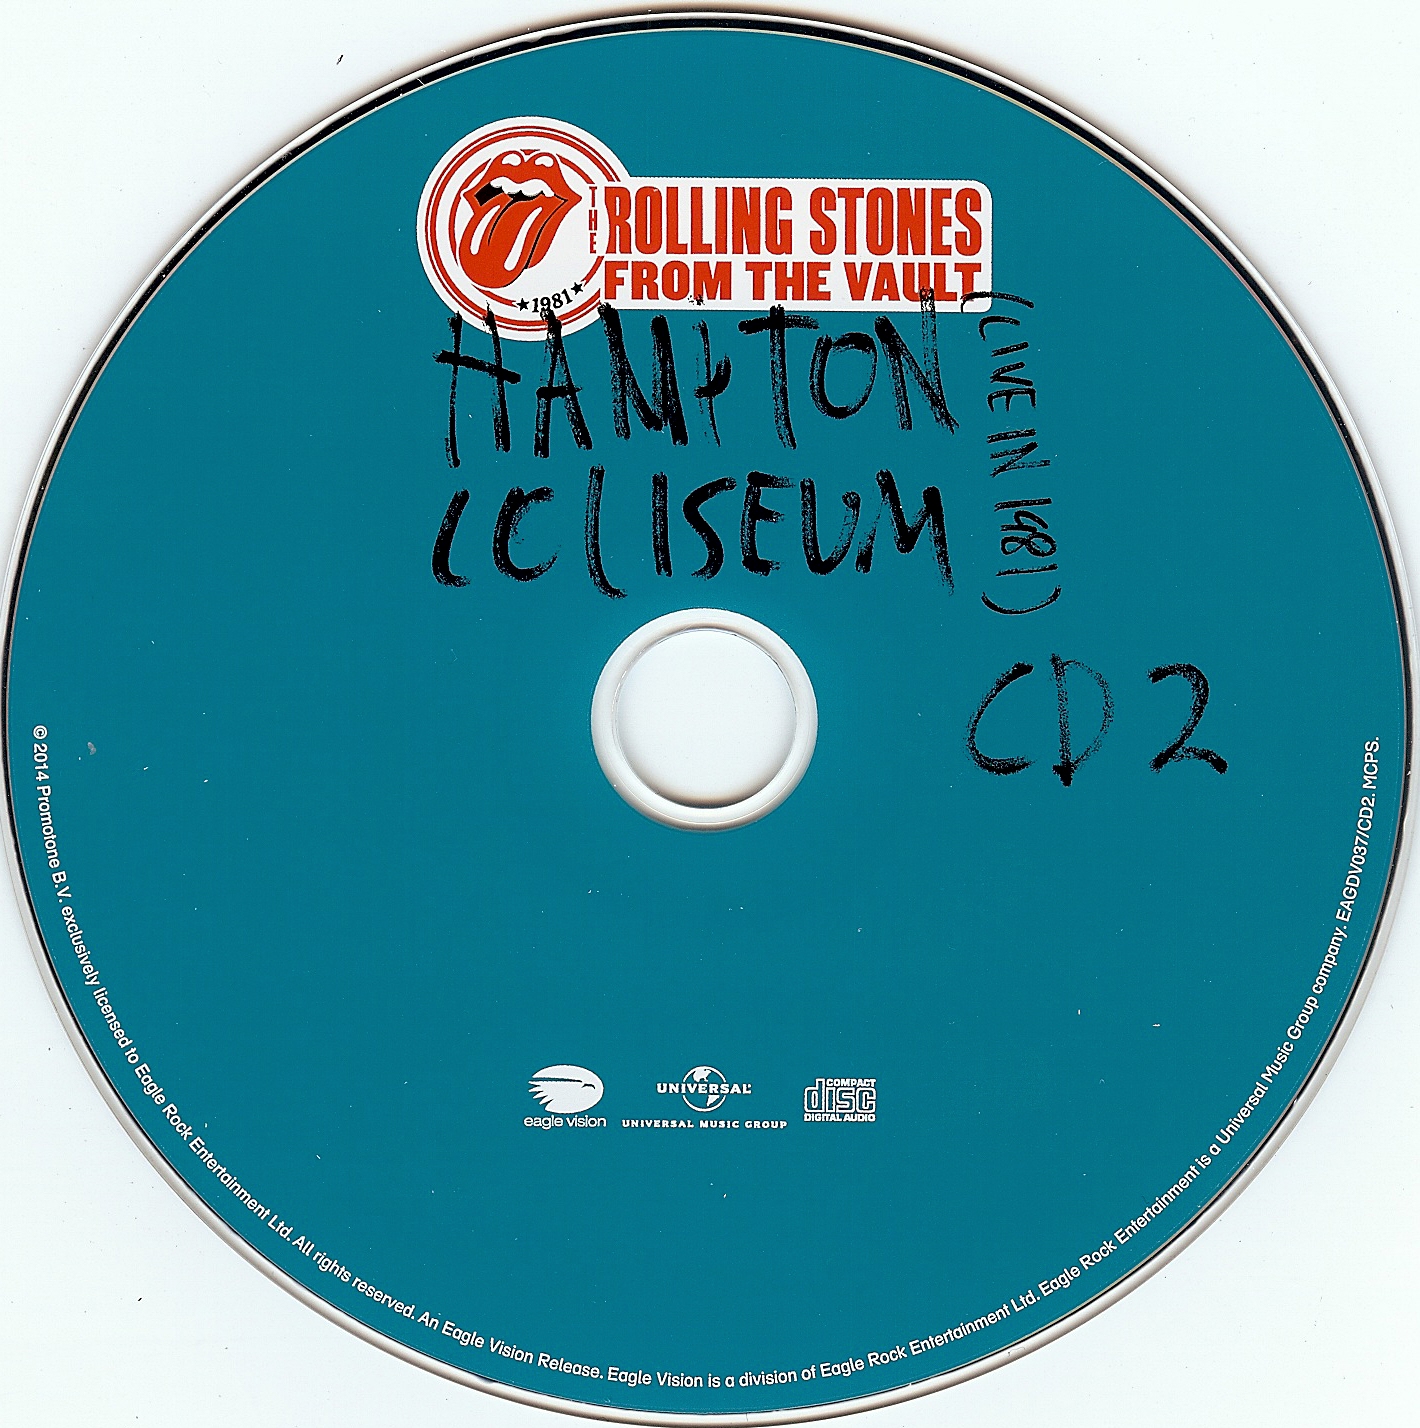 THE
ROLLING STONES
FROM THE VAULT
★1981★
HAMPTON
COLISEUM
(LIVE IN 1981)
CD 2
eagle vision
UNIVERSAL
UNIVERSAL MUSIC GROUP
COMPACT
disc
DIGITAL AUDIO
© 2014 Promotone B.V. exclusively licensed to Eagle Rock Entertainment Ltd. All rights reserved. An Eagle Vision Release. Eagle Vision is a division of Eagle Rock Entertainment Ltd. Eagle Rock Entertainment is a Universal Music Group company. EAGDV037/CD2. MCPS.